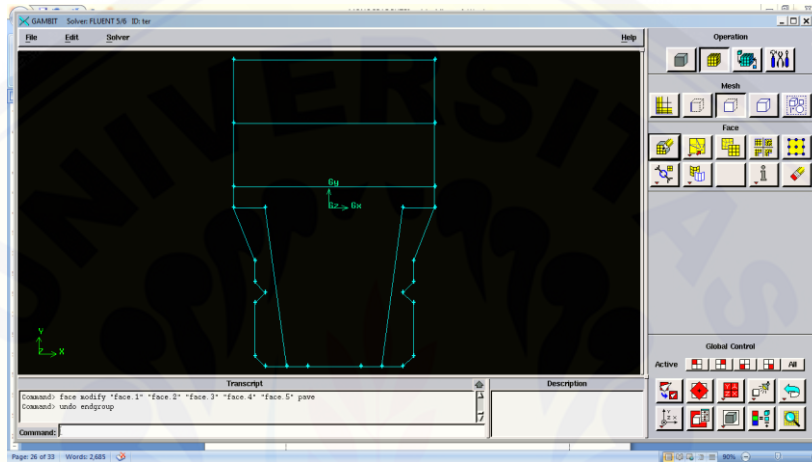 GAMBIT Solver: FLUENT 5/6 ID: ter
File Edit Solver Help
Operation
Mesh
Face
Gy
Gz Gx
Y
Z X
Global Control
Active All
Transcript
Description
Command> face modify "face.1" "face.2" "face.3" "face.4" "face.5" pave
Command> undo endgroup
Command:
Page: 26 of 33 Words: 2,685 90%
UNIVERSITAS